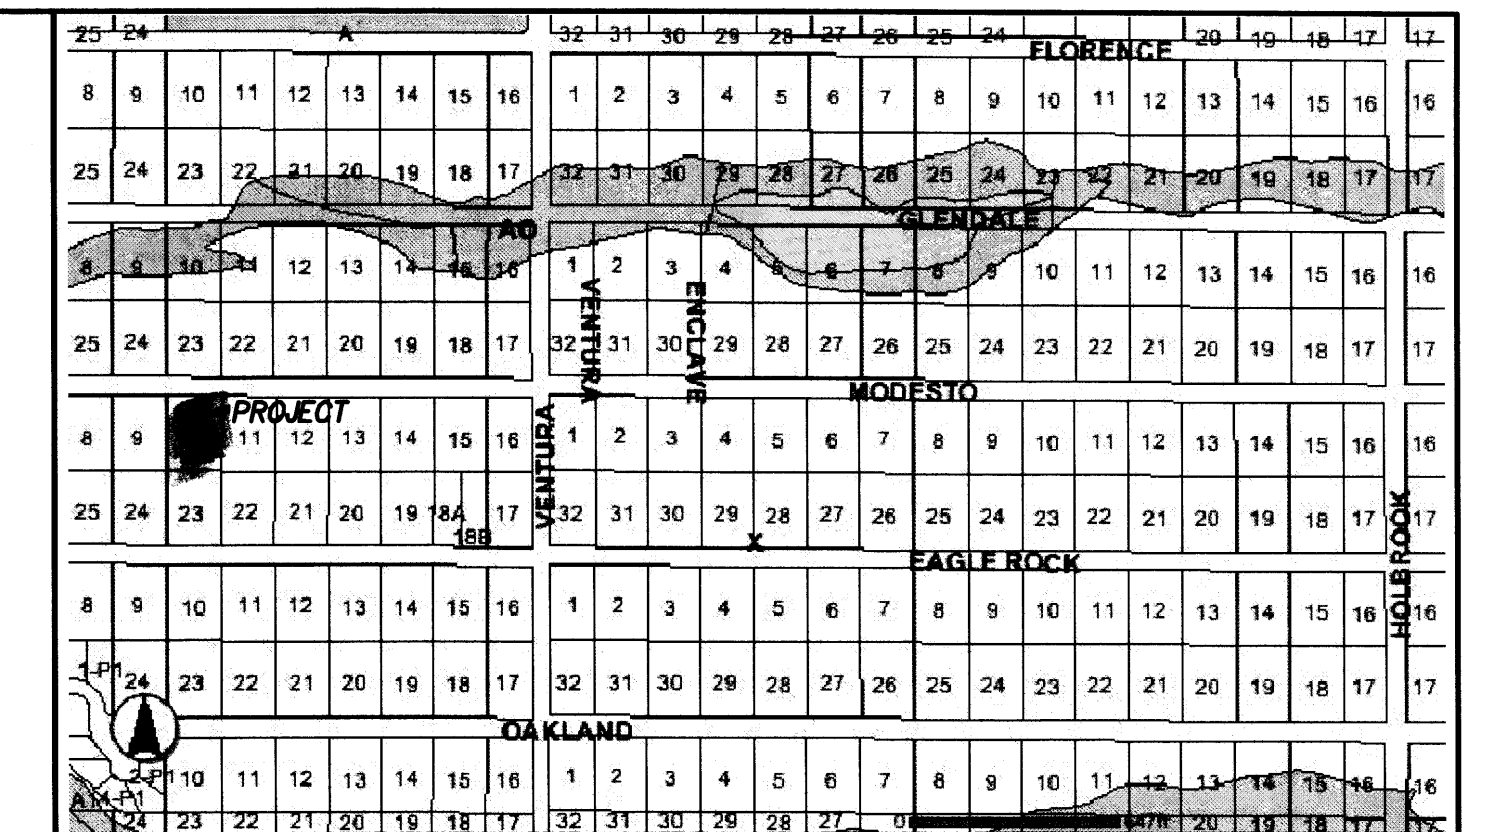 25 24 A 32 31 30 29 28 27 26 25 24 20 19 18 17 17
FLORENCE
8 9 10 11 12 13 14 15 16 1 2 3 4 5 6 7 8 9 10 11 12 13 14 15 16 16
25 24 23 22 21 20 19 18 17 32 31 30 29 28 27 26 25 24 23 22 21 20 19 18 17 17
GLENDALE
AO
8 9 10 11 12 13 14 15 16 1 2 3 4 5 6 7 8 9 10 11 12 13 14 15 16 16
VENTURA
ENCLAVE
25 24 23 22 21 20 19 18 17 32 31 30 29 28 27 26 25 24 23 22 21 20 19 18 17 17
MODESTO
PROJECT
8 9 11 12 13 14 15 16 1 2 3 4 5 6 7 8 9 10 11 12 13 14 15 16 16
VENTURA
25 24 23 22 21 20 19 18A 17 32 31 30 29 28 27 26 25 24 23 22 21 20 19 18 17 17
18B
X
EAGLE ROCK
HOLBROOK
8 9 10 11 12 13 14 15 16 1 2 3 4 5 6 7 8 9 10 11 12 13 14 15 16 16
1-P1
24 23 22 21 20 19 18 17 32 31 30 29 28 27 26 25 24 23 22 21 20 19 18 17 17
OAKLAND
2-P1 10 11 12 13 14 15 16 1 2 3 4 5 6 7 8 9 10 11 12 13 14 15 16 16
A
24 23 22 21 20 19 18 17 32 31 30 29 28 27 20 19 18 17 17